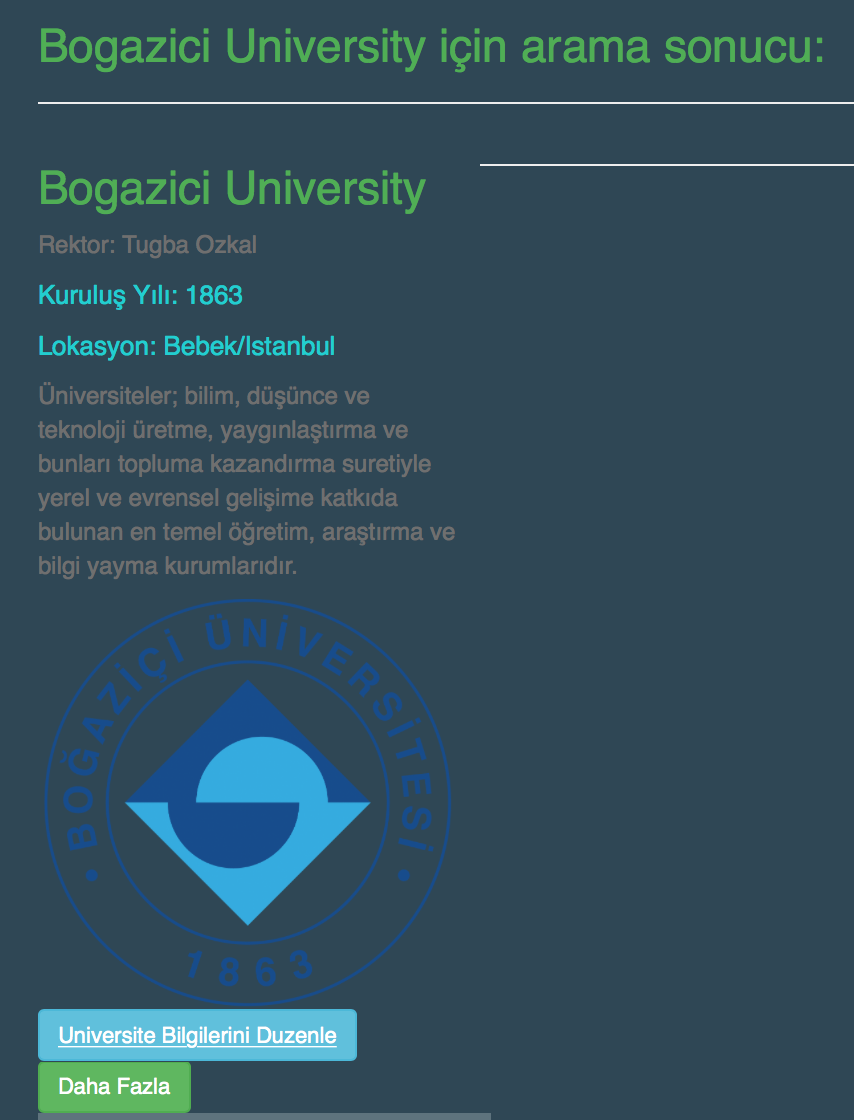 Bogazici University için arama sonucu:
Bogazici University
Rektor: Tugba Ozkal
Kuruluş Yılı: 1863
Lokasyon: Bebek/Istanbul
Üniversiteler; bilim, düşünce ve
teknoloji üretme, yaygınlaştırma ve
bunları topluma kazandırma suretiyle
yerel ve evrensel gelişime katkıda
bulunan en temel öğretim, araştırma ve
bilgi yayma kurumlarıdır.
• BOĞAZİÇİ ÜNİVERSİTESİ •
1863
Universite Bilgilerini Duzenle
Daha Fazla